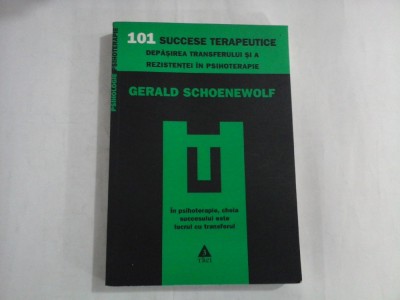 101 SUCCESE TERAPEUTICE
DEPĂȘIREA TRANSFERULUI ȘI A
REZISTENȚEI ÎN PSIHOTERAPIE
GERALD SCHOENEWOLF
În psihoterapie, cheia
succesului este
lucrul cu transferul
TREI
PSIHOLOGIE PSIHOTERAPIE